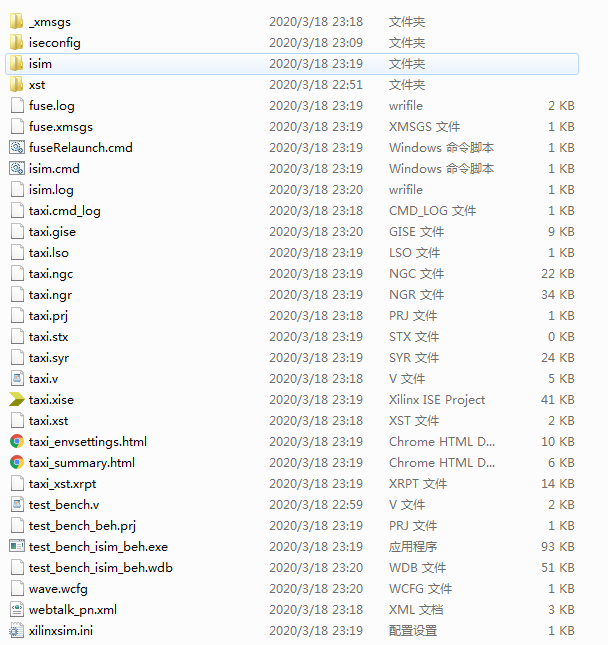 _xmsgs 2020/3/18 23:18 文件夹
iseconfig 2020/3/18 23:09 文件夹
isim 2020/3/18 23:19 文件夹
xst 2020/3/18 22:51 文件夹
fuse.log 2020/3/18 23:19 wrifile 2 KB
fuse.xmsgs 2020/3/18 23:19 XMSGS 文件 1 KB
fuseRelaunch.cmd 2020/3/18 23:19 Windows 命令脚本 1 KB
isim.cmd 2020/3/18 23:19 Windows 命令脚本 1 KB
isim.log 2020/3/18 23:20 wrifile 1 KB
taxi.cmd_log 2020/3/18 23:18 CMD_LOG 文件 1 KB
taxi.gise 2020/3/18 23:20 GISE 文件 9 KB
taxi.lso 2020/3/18 23:19 LSO 文件 1 KB
taxi.ngc 2020/3/18 23:19 NGC 文件 22 KB
taxi.ngr 2020/3/18 23:19 NGR 文件 34 KB
taxi.prj 2020/3/18 23:18 PRJ 文件 1 KB
taxi.stx 2020/3/18 23:19 STX 文件 0 KB
taxi.syr 2020/3/18 23:19 SYR 文件 24 KB
taxi.v 2020/3/18 23:18 V 文件 5 KB
taxi.xise 2020/3/18 23:19 Xilinx ISE Project 41 KB
taxi.xst 2020/3/18 23:18 XST 文件 2 KB
taxi_envsettings.html 2020/3/18 23:19 Chrome HTML D... 10 KB
taxi_summary.html 2020/3/18 23:19 Chrome HTML D... 6 KB
taxi_xst.xrpt 2020/3/18 23:19 XRPT 文件 14 KB
test_bench.v 2020/3/18 22:59 V 文件 2 KB
test_bench_beh.prj 2020/3/18 23:19 PRJ 文件 1 KB
test_bench_isim_beh.exe 2020/3/18 23:19 应用程序 93 KB
test_bench_isim_beh.wdb 2020/3/18 23:20 WDB 文件 51 KB
wave.wcfg 2020/3/18 23:20 WCFG 文件 2 KB
webtalk_pn.xml 2020/3/18 23:18 XML 文档 3 KB
xilinxsim.ini 2020/3/18 23:19 配置设置 1 KB